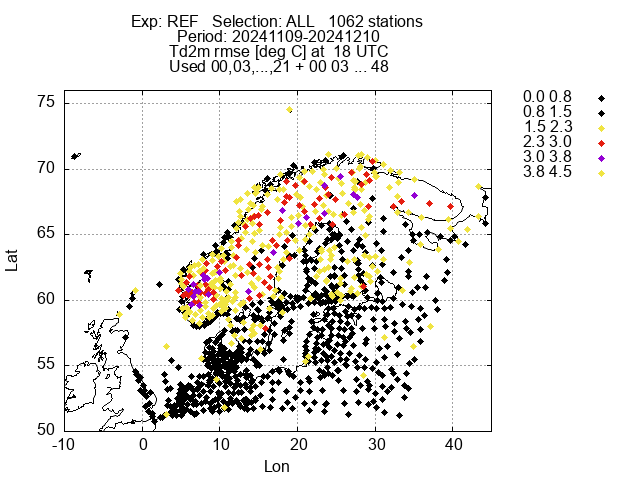 Exp: REF   Selection: ALL   1062 stations
Period: 20241109-20241210
Td2m rmse [deg C] at  18 UTC
Used 00,03,...,21 + 00 03 ... 48
0.0 0.8
0.8 1.5
1.5 2.3
2.3 3.0
3.0 3.8
3.8 4.5
75
70
65
60
55
50
Lat
-10 0 10 20 30 40
Lon